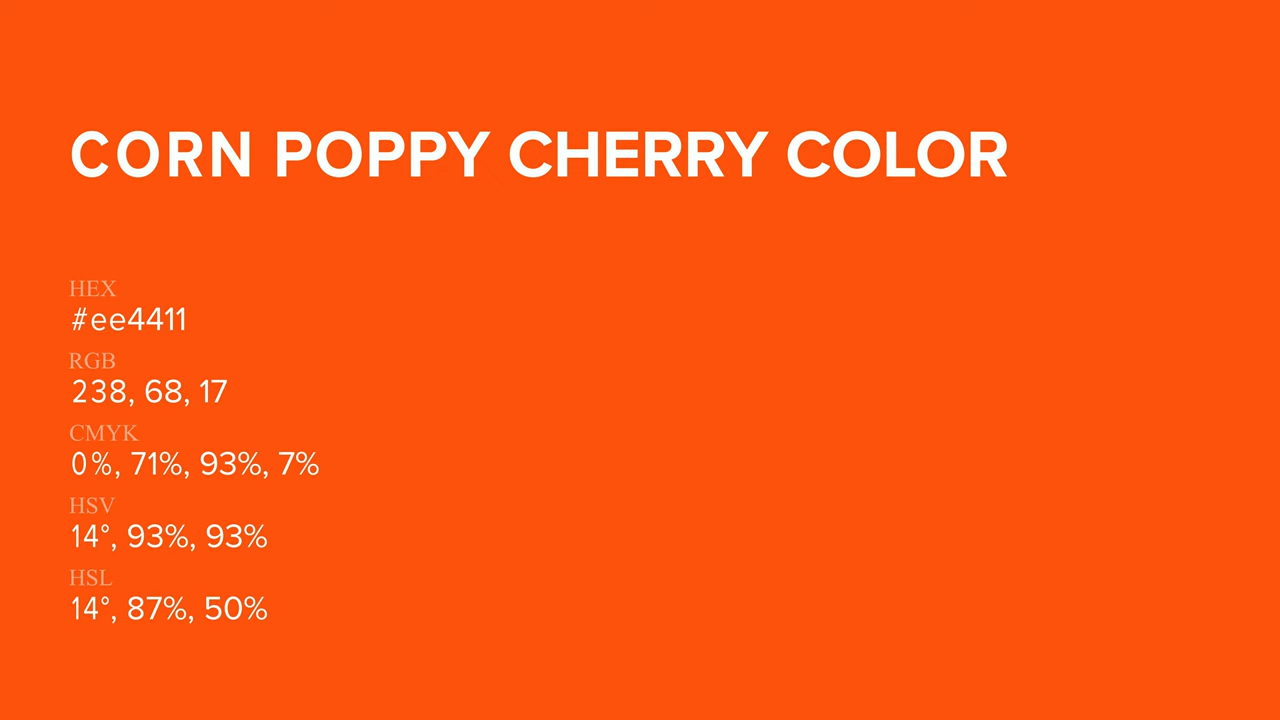 CORN POPPY CHERRY COLOR
HEX
#ee4411
RGB
238, 68, 17
CMYK
0%, 71%, 93%, 7%
HSV
14°, 93%, 93%
HSL
14°, 87%, 50%